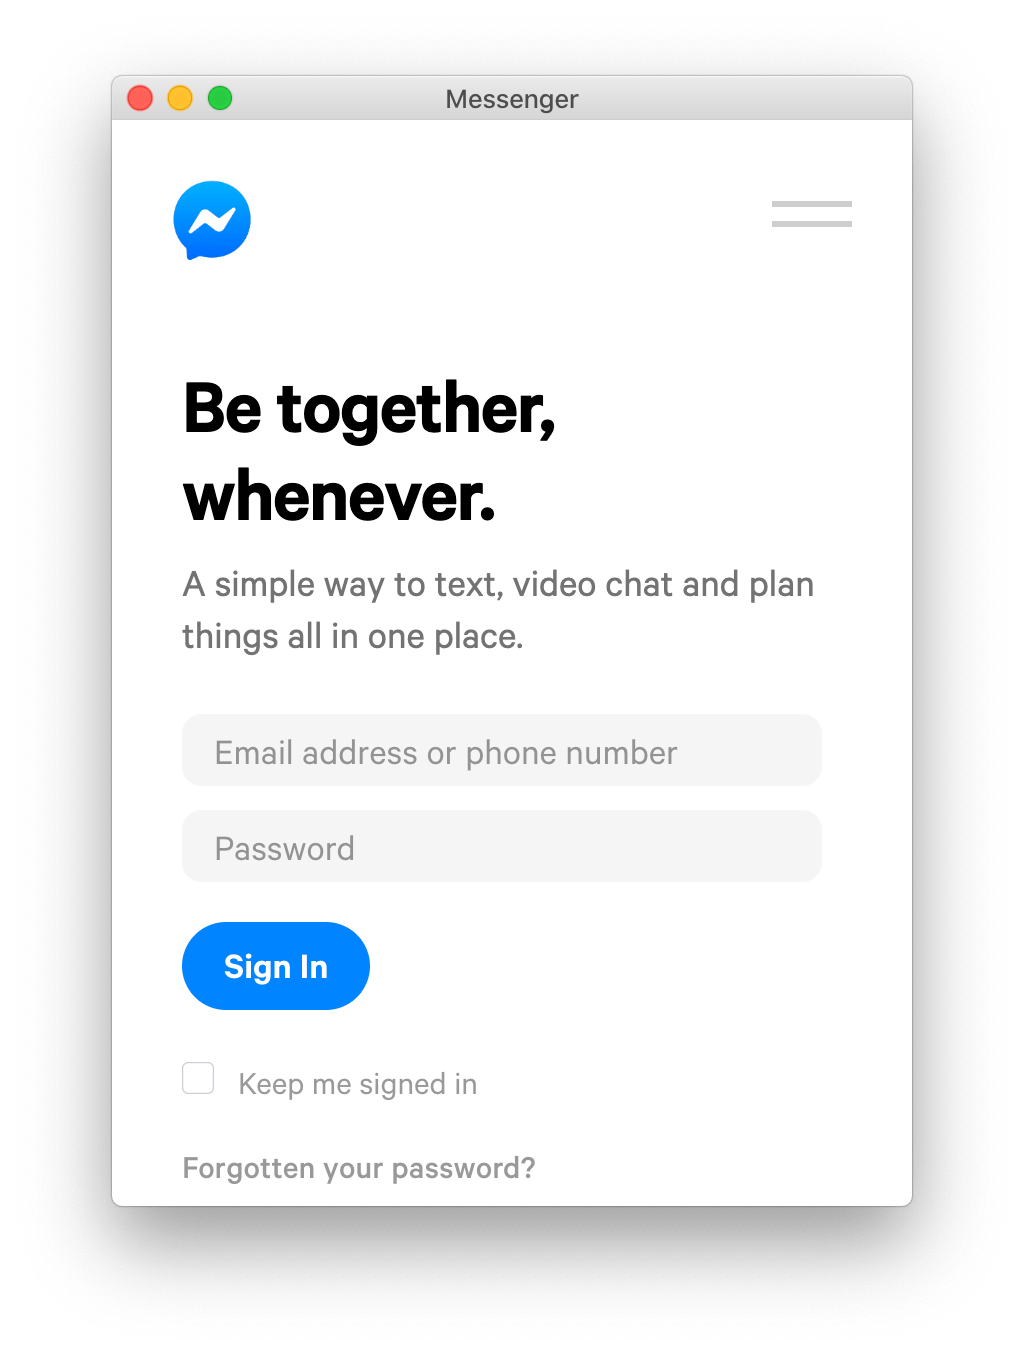 Messenger
Be together,
whenever.
A simple way to text, video chat and plan
things all in one place.
Email address or phone number
Password
Sign In
Keep me signed in
Forgotten your password?